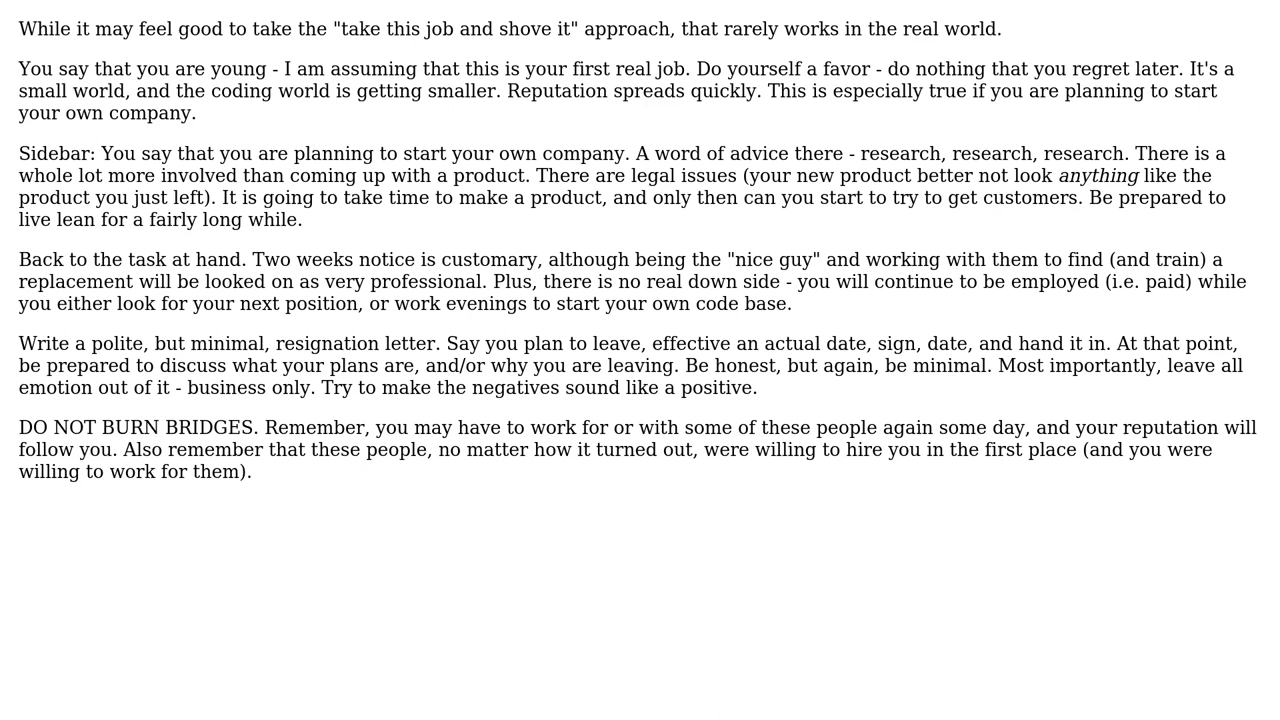 While it may feel good to take the "take this job and shove it" approach, that rarely works in the real world.
You say that you are young - I am assuming that this is your first real job. Do yourself a favor - do nothing that you regret later. It's a
small world, and the coding world is getting smaller. Reputation spreads quickly. This is especially true if you are planning to start
your own company.
Sidebar: You say that you are planning to start your own company. A word of advice there - research, research, research. There is a
whole lot more involved than coming up with a product. There are legal issues (your new product better not look anything like the
product you just left). It is going to take time to make a product, and only then can you start to try to get customers. Be prepared to
live lean for a fairly long while.
Back to the task at hand. Two weeks notice is customary, although being the "nice guy" and working with them to find (and train) a
replacement will be looked on as very professional. Plus, there is no real down side - you will continue to be employed (i.e. paid) while
you either look for your next position, or work evenings to start your own code base.
Write a polite, but minimal, resignation letter. Say you plan to leave, effective an actual date, sign, date, and hand it in. At that point,
be prepared to discuss what your plans are, and/or why you are leaving. Be honest, but again, be minimal. Most importantly, leave all
emotion out of it - business only. Try to make the negatives sound like a positive.
DO NOT BURN BRIDGES. Remember, you may have to work for or with some of these people again some day, and your reputation will
follow you. Also remember that these people, no matter how it turned out, were willing to hire you in the first place (and you were
willing to work for them).